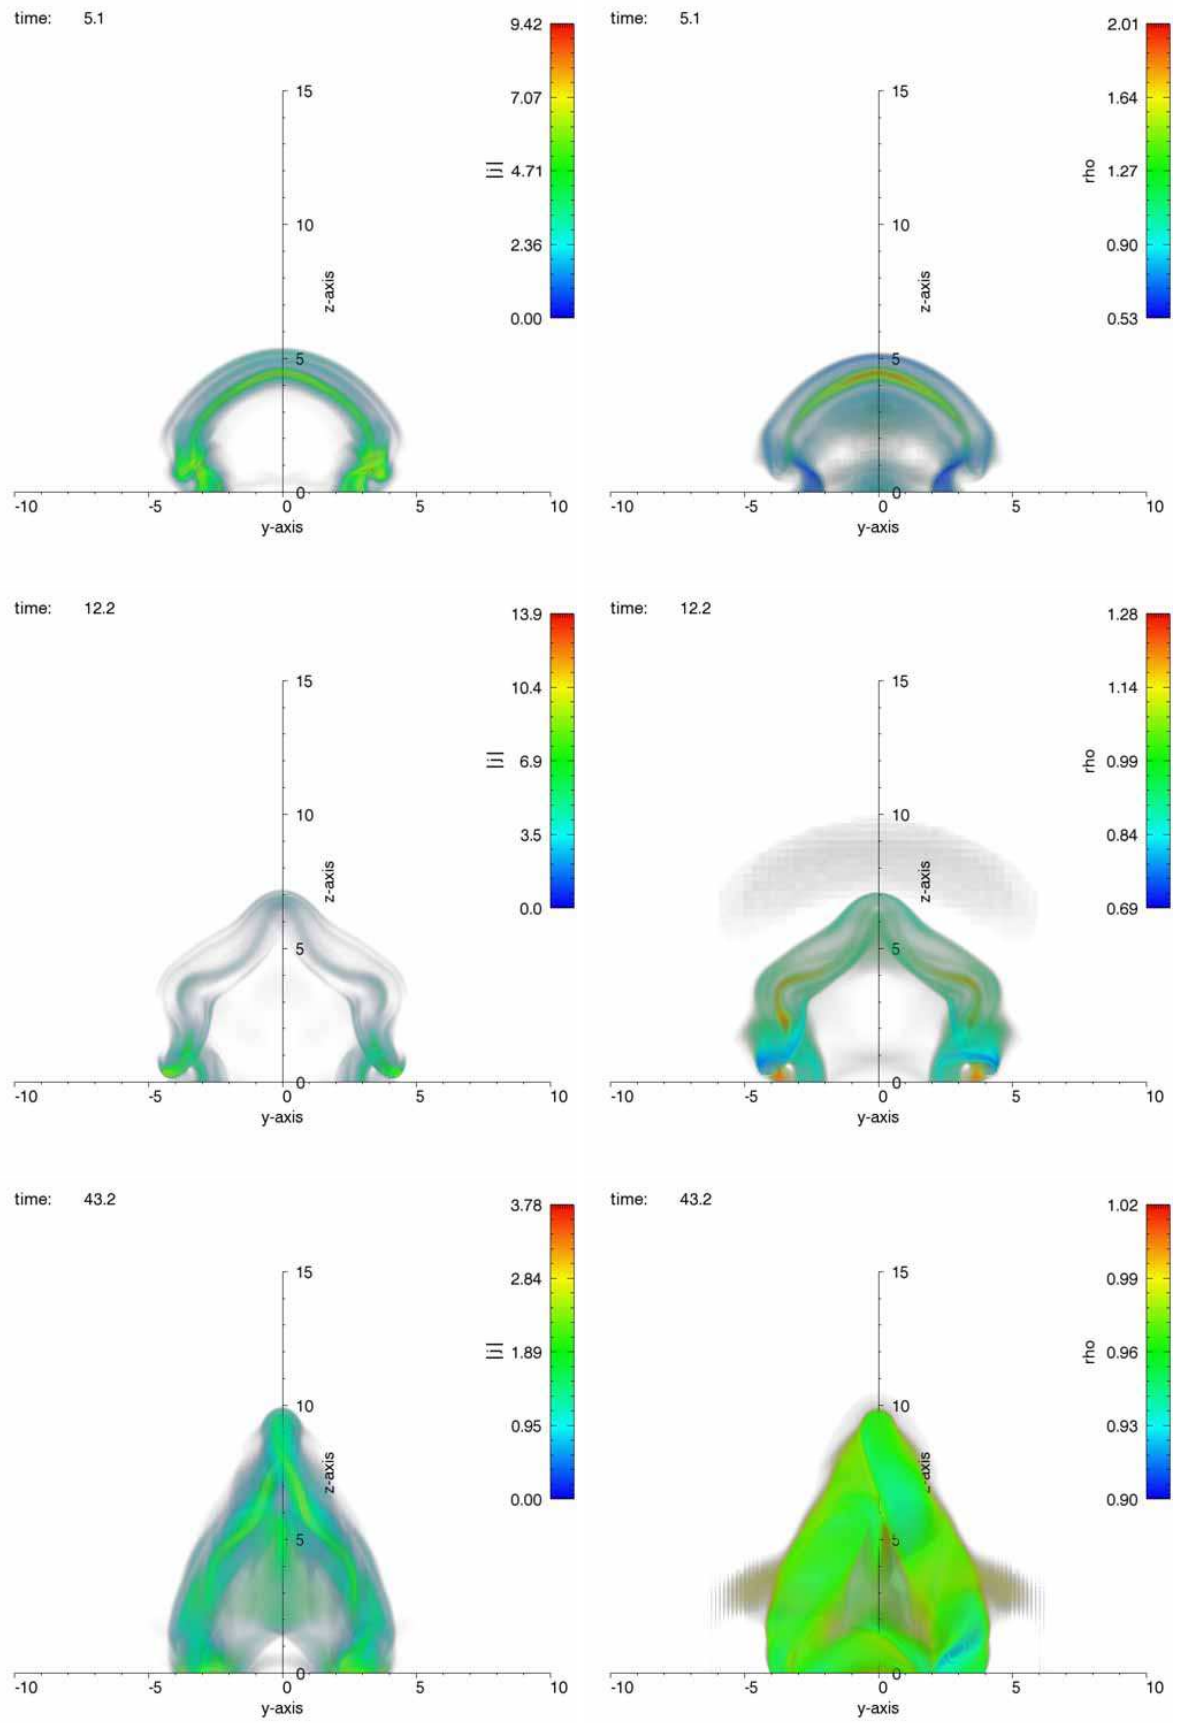 time: 5.1
9.42
7.07
|j| 4.71
2.36
0.00
15
10
z-axis
5
0
-10 -5 0 5 10
y-axis
time: 5.1
2.01
1.64
rho 1.27
0.90
0.53
15
10
z-axis
5
0
-10 -5 0 5 10
y-axis
time: 12.2
13.9
10.4
|j| 6.9
3.5
0.0
15
10
z-axis
5
0
-10 -5 0 5 10
y-axis
time: 12.2
1.28
1.14
rho 0.99
0.84
0.69
15
10
z-axis
5
0
-10 -5 0 5 10
y-axis
time: 43.2
3.78
2.84
|j| 1.89
0.95
0.00
15
10
z-axis
5
0
-10 -5 0 5 10
y-axis
time: 43.2
1.02
0.99
rho 0.96
0.93
0.90
15
10
z-axis
5
0
-10 -5 0 5 10
y-axis